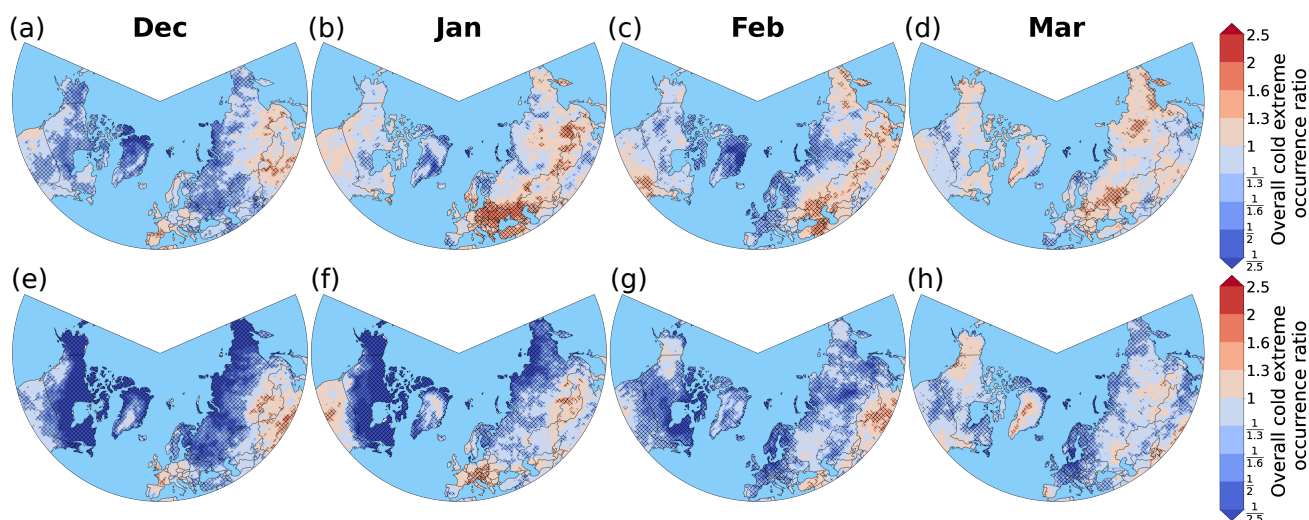 (a) Dec
(b) Jan
(c) Feb
(d) Mar
2.5
2
1.6
1.3
1
1/1.3
1/1.6
1/2
1/2.5
Overall cold extreme
occurrence ratio
(e)
(f)
(g)
(h)
2.5
2
1.6
1.3
1
1/1.3
1/1.6
1/2
1/2.5
Overall cold extreme
occurrence ratio